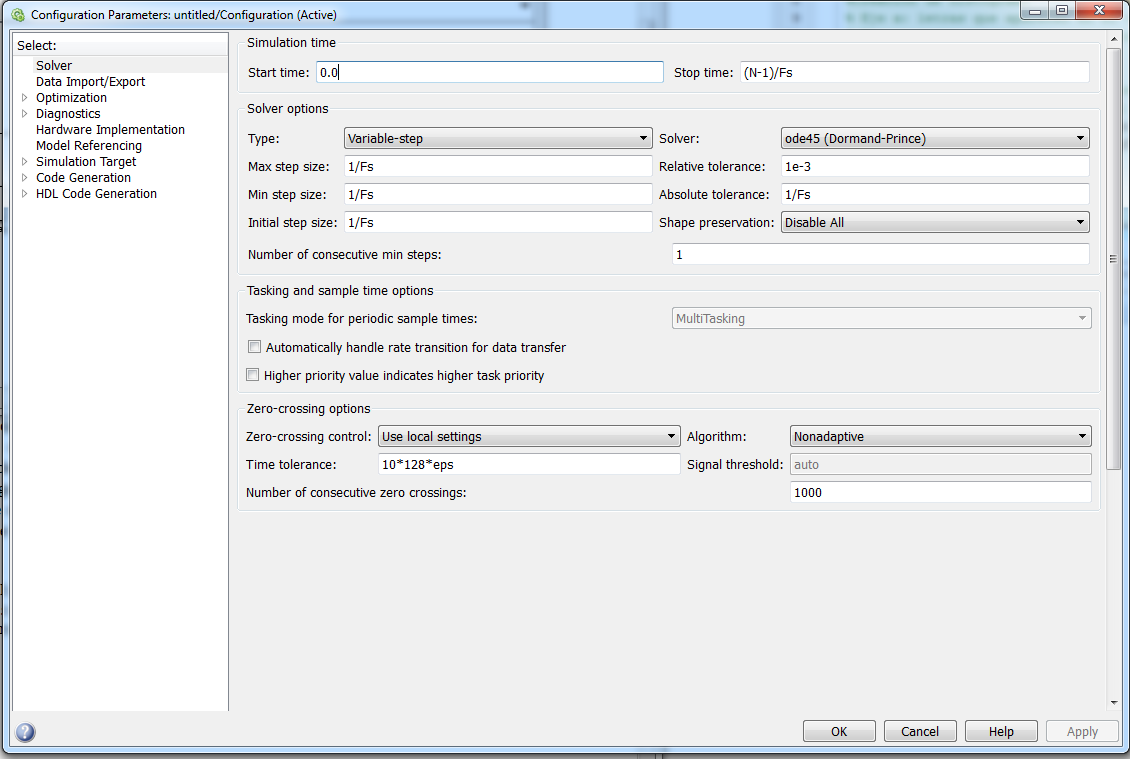 Configuration Parameters: untitled/Configuration (Active)
Select:
Solver
Data Import/Export
Optimization
Diagnostics
Hardware Implementation
Model Referencing
Simulation Target
Code Generation
HDL Code Generation
Simulation time
Start time: 0.0 Stop time: (N-1)/Fs
Solver options
Type: Variable-step Solver: ode45 (Dormand-Prince)
Max step size: 1/Fs Relative tolerance: 1e-3
Min step size: 1/Fs Absolute tolerance: 1/Fs
Initial step size: 1/Fs Shape preservation: Disable All
Number of consecutive min steps: 1
Tasking and sample time options
Tasking mode for periodic sample times: MultiTasking
Automatically handle rate transition for data transfer
Higher priority value indicates higher task priority
Zero-crossing options
Zero-crossing control: Use local settings Algorithm: Nonadaptive
Time tolerance: 10*128*eps Signal threshold: auto
Number of consecutive zero crossings: 1000
? OK Cancel Help Apply